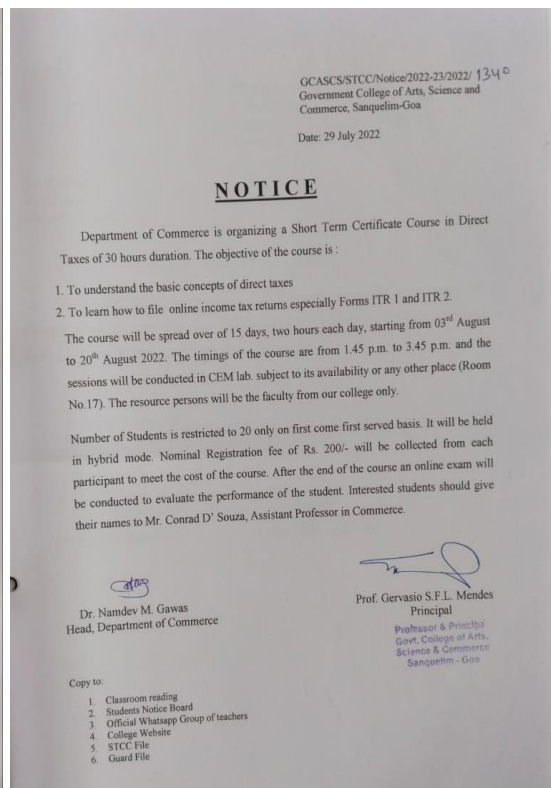 GCASCS/STCC/Notice/2022-23/2022/ 1340
Government College of Arts, Science and
Commerce, Sanquelim-Goa
Date: 29 July 2022
NOTICE
Department of Commerce is organizing a Short Term Certificate Course in Direct
Taxes of 30 hours duration. The objective of the course is :
1. To understand the basic concepts of direct taxes
2. To learn how to file online income tax returns especially Forms ITR 1 and ITR 2.
The course will be spread over of 15 days, two hours each day, starting from 03rd August
to 20th August 2022. The timings of the course are from 1.45 p.m. to 3.45 p.m. and the
sessions will be conducted in CEM lab. subject to its availability or any other place (Room
No.17). The resource persons will be the faculty from our college only.
Number of Students is restricted to 20 only on first come first served basis. It will be held
in hybrid mode. Nominal Registration fee of Rs. 200/- will be collected from each
participant to meet the cost of the course. After the end of the course an online exam will
be conducted to evaluate the performance of the student. Interested students should give
their names to Mr. Conrad D' Souza, Assistant Professor in Commerce.
Dr. Namdev M. Gawas
Head, Department of Commerce
Prof. Gervasio S.F.L. Mendes
Principal
Professor & Principal
Govt. College of Arts,
Science & Commerce
Sanquelim - Goa
Copy to:
1. Classroom reading
2. Students Notice Board
3. Official Whatsapp Group of teachers
4. College Website
5. STCC File
6. Guard File